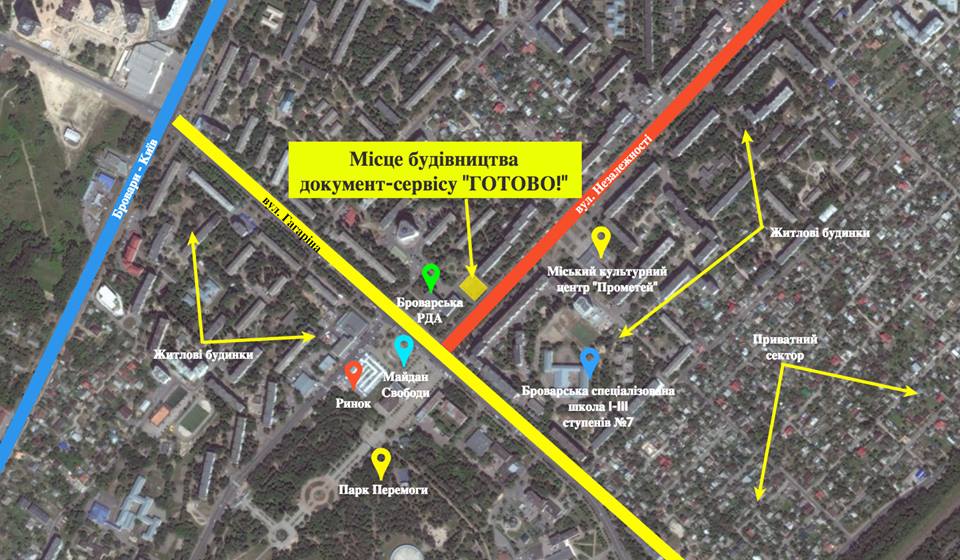 Бровари - Київ
вул. Гагаріна
Місце будівництва
документ-сервісу "ГОТОВО!"
вул. Незалежності
Житлові будинки
Міський культурний
центр "Прометей"
Броварська
РДА
Житлові будинки
Майдан
Свободи
Ринок
Приватний
сектор
Броварська спеціалізована
школа І-ІІІ
ступенів №7
Парк Перемоги